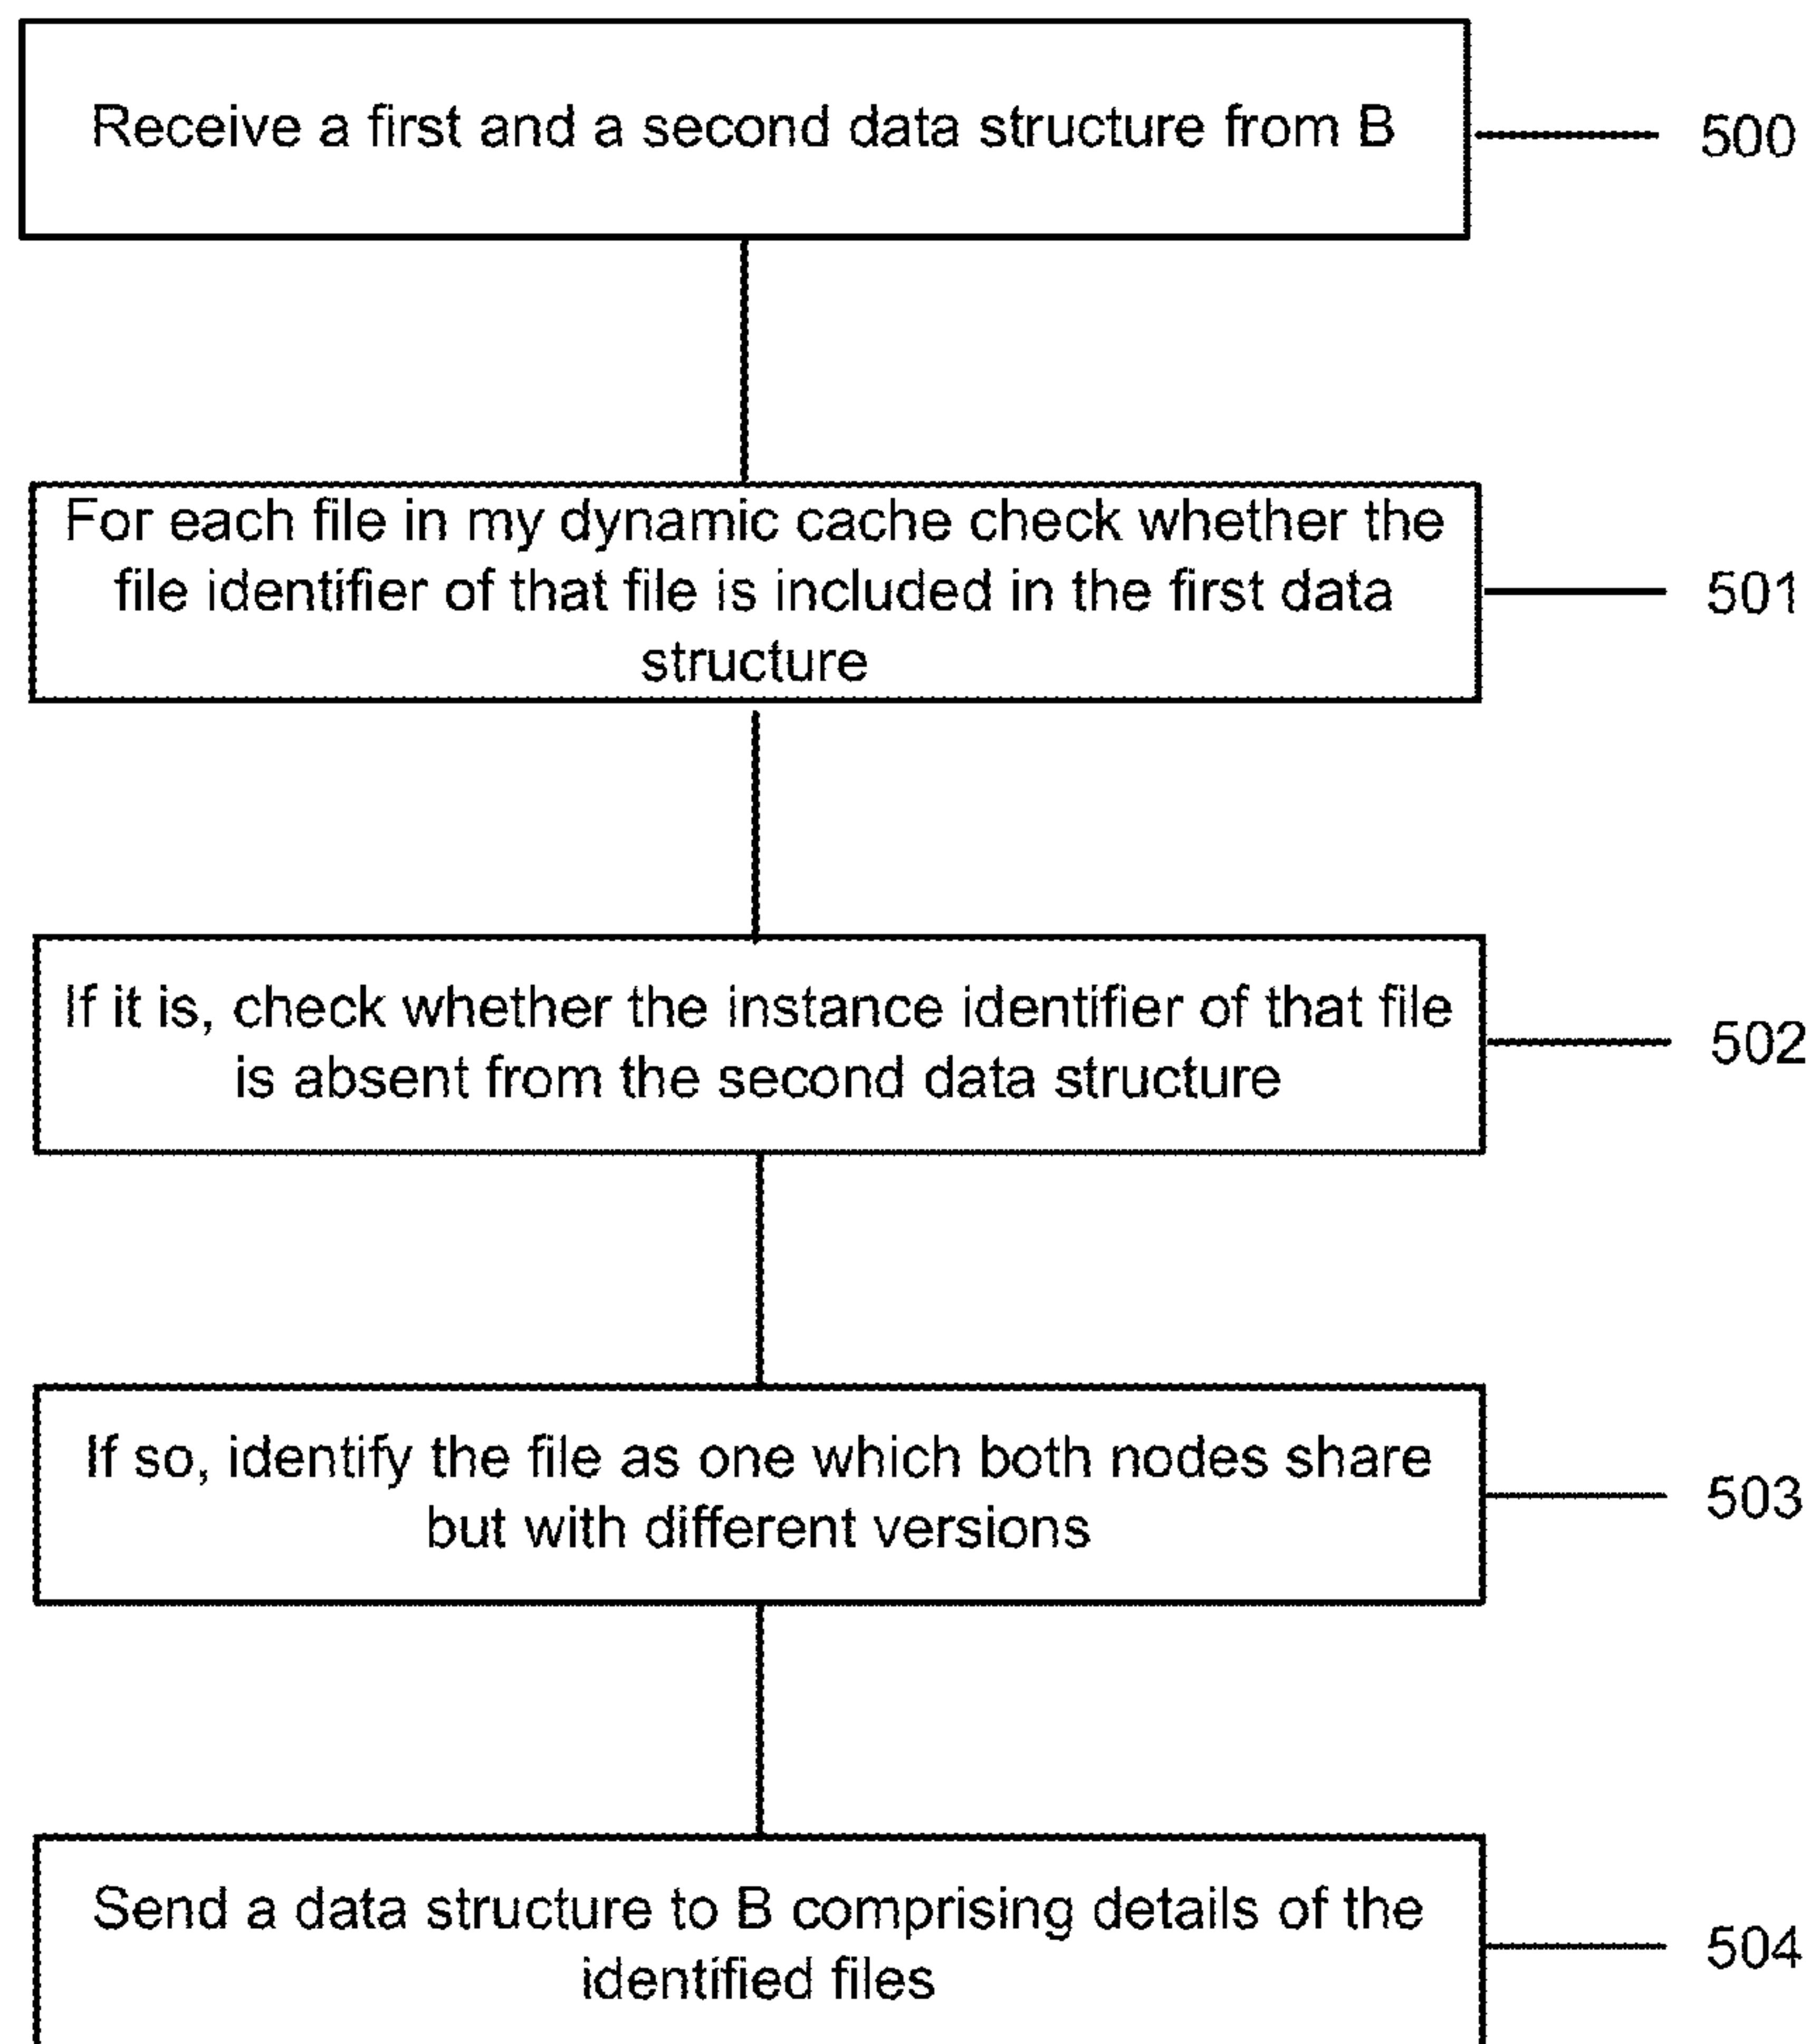 Receive a first and a second data structure from B
500
For each file in my dynamic cache check whether the
file identifier of that file is included in the first data
structure
501
If it is, check whether the instance identifier of that file
is absent from the second data structure
502
If so, identify the file as one which both nodes share
but with different versions
503
Send a data structure to B comprising details of the
identified files
504